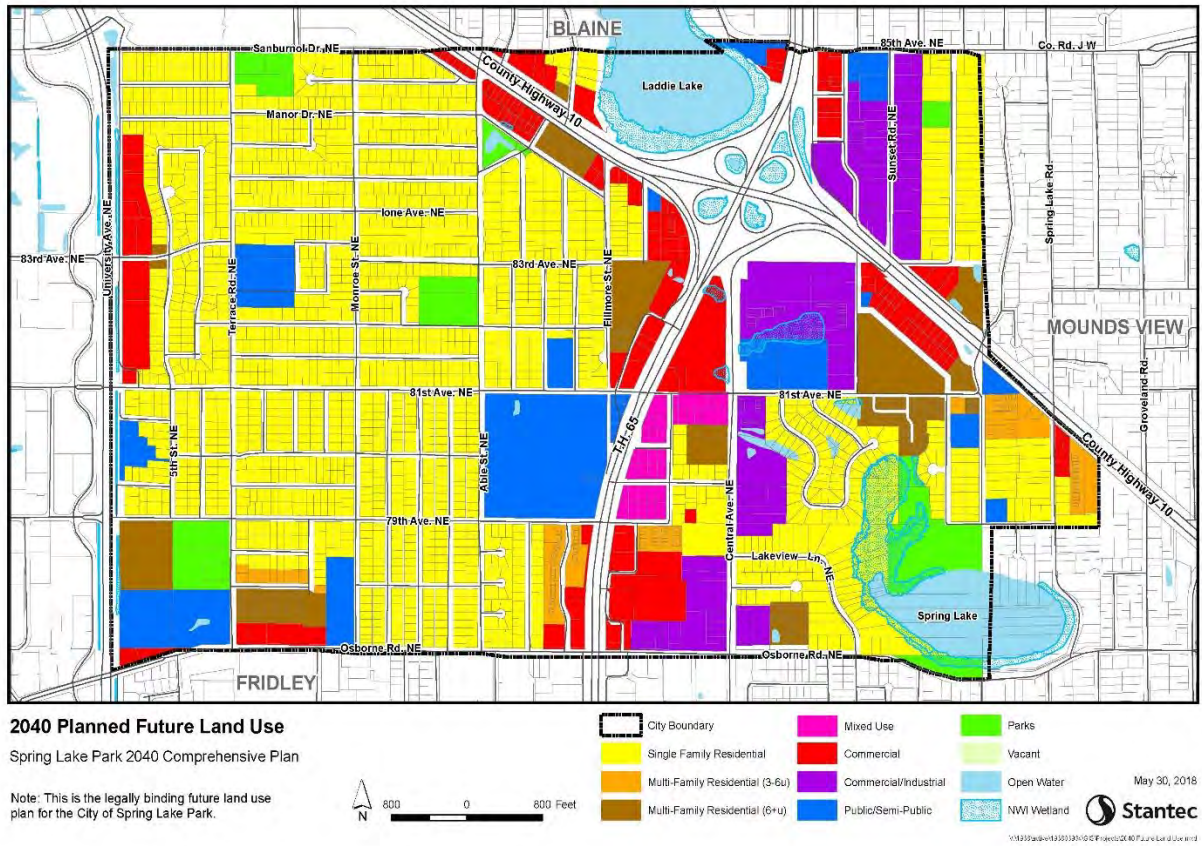 BLAINE
Sanburnol Dr. NE
85th Ave. NE
Co. Rd. J W
County Highway 10
Laddie Lake
Manor Dr. NE
Sunset Rd. NE
Spring Lake Rd.
University Ave. NE
Ione Ave. NE
83rd Ave. NE
Terrace Rd. NE
Monroe St. NE
83rd Ave. NE
Fillmore St. NE
MOUNDS VIEW
Groveland Rd.
81st Ave. NE
81st Ave. NE
5th St. NE
Able St. NE
T.H. 65
Central Ave. NE
County Highway 10
79th Ave. NE
Lakeview Ln. NE
Spring Lake
Osborne Rd. NE
Osborne Rd. NE
FRIDLEY
2040 Planned Future Land Use
Spring Lake Park 2040 Comprehensive Plan
Note: This is the legally binding future land use
plan for the City of Spring Lake Park.
N
800 0 800 Feet
City Boundary
Single Family Residential
Multi-Family Residential (3-6u)
Multi-Family Residential (6+u)
Mixed Use
Commercial
Commercial/Industrial
Public/Semi-Public
Parks
Vacant
Open Water
NWI Wetland
May 30, 2018
Stantec